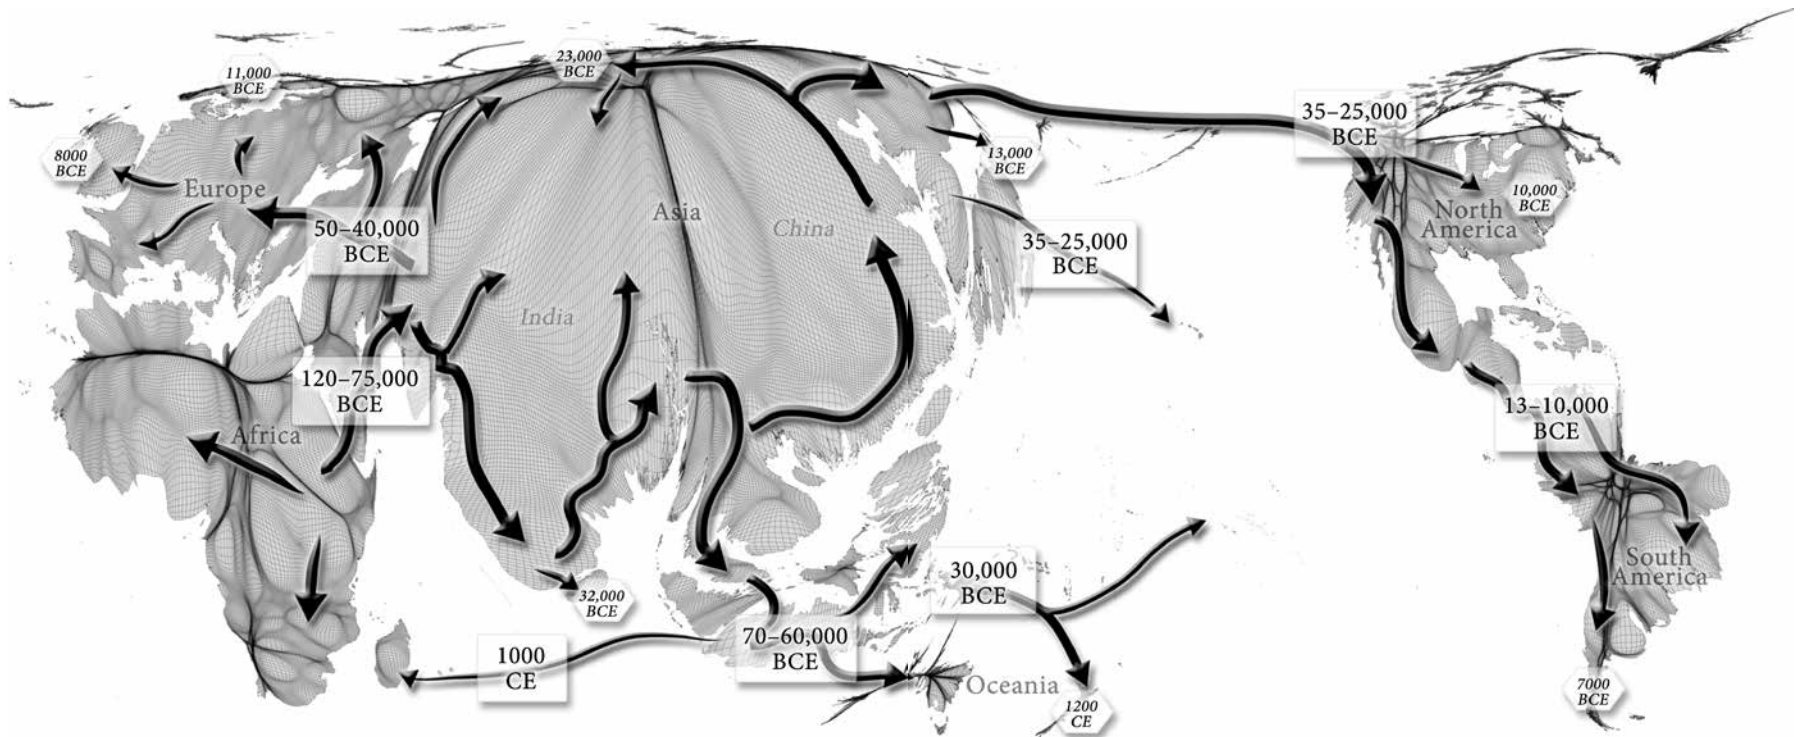 11,000
BCE
23,000
BCE
8000
BCE
Europe
50–40,000
BCE
Asia
China
India
120–75,000
BCE
Africa
13,000
BCE
35–25,000
BCE
35–25,000
BCE
10,000
BCE
North
America
13–10,000
BCE
South
America
7000
BCE
32,000
BCE
30,000
BCE
70–60,000
BCE
1000
CE
Oceania
1200
CE